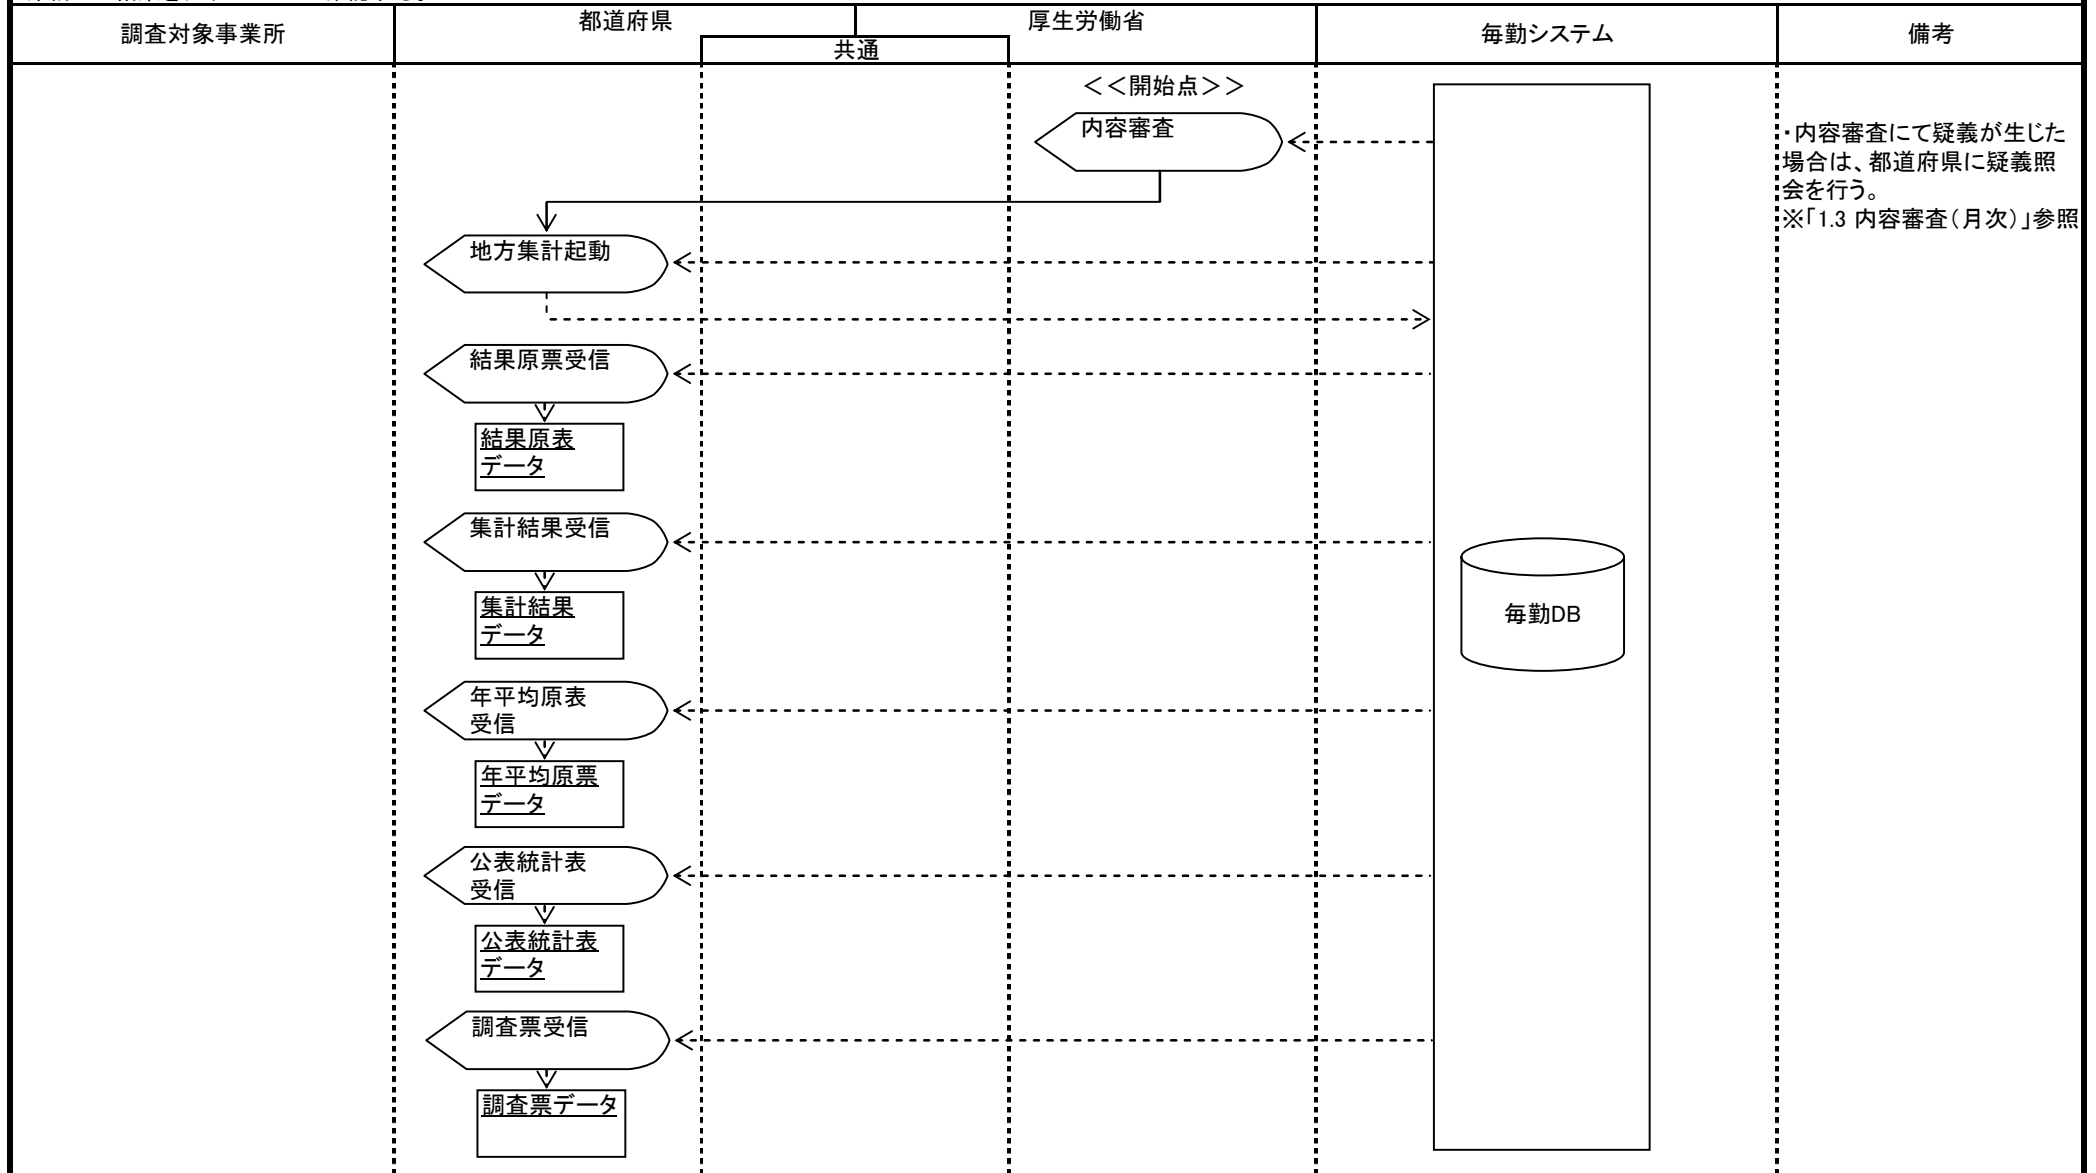 調査対象事業所
都道府県
厚生労働省
共通
毎勤システム
備考
＜＜開始点＞＞
内容審査
・内容審査にて疑義が生じた
場合は、都道府県に疑義照
会を行う。
※「1.3 内容審査（月次）」参照
地方集計起動
結果原票受信
結果原表
データ
集計結果受信
集計結果
データ
毎勤DB
年平均原表
受信
年平均原票
データ
公表統計表
受信
公表統計表
データ
調査票受信
調査票データ